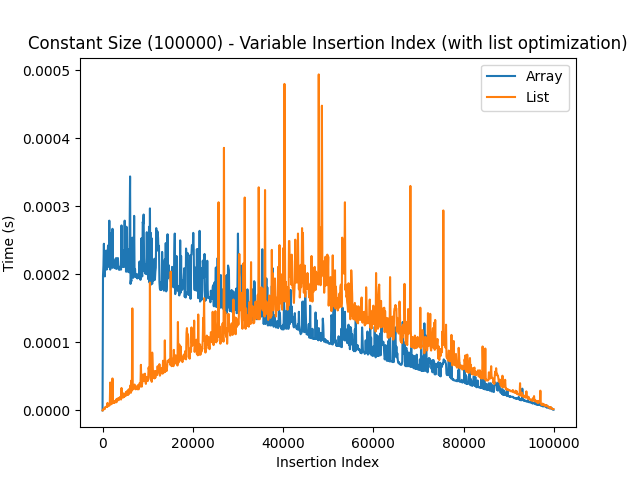 Constant Size (100000) - Variable Insertion Index (with list optimization)
Array
List
0.0005
0.0004
0.0003
0.0002
0.0001
0.0000
Time (s)
0 20000 40000 60000 80000 100000
Insertion Index